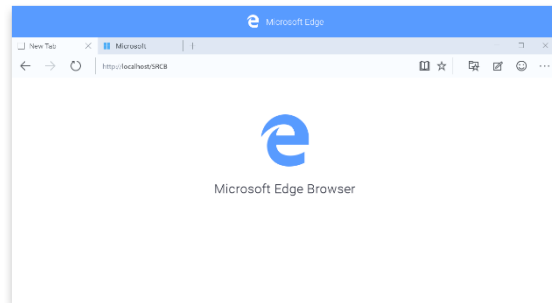 Microsoft Edge
New Tab
Microsoft
http://localhost/SRCB
Microsoft Edge Browser